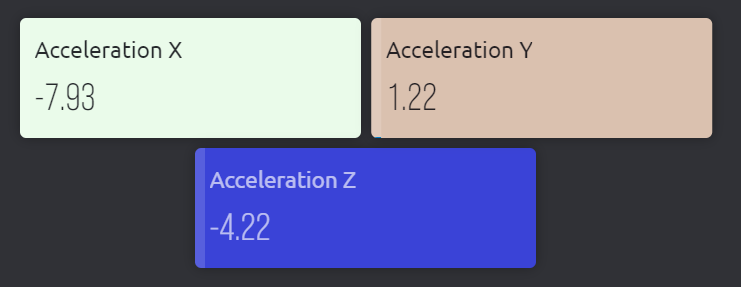 Acceleration X
-7.93
Acceleration Y
1.22
Acceleration Z
-4.22